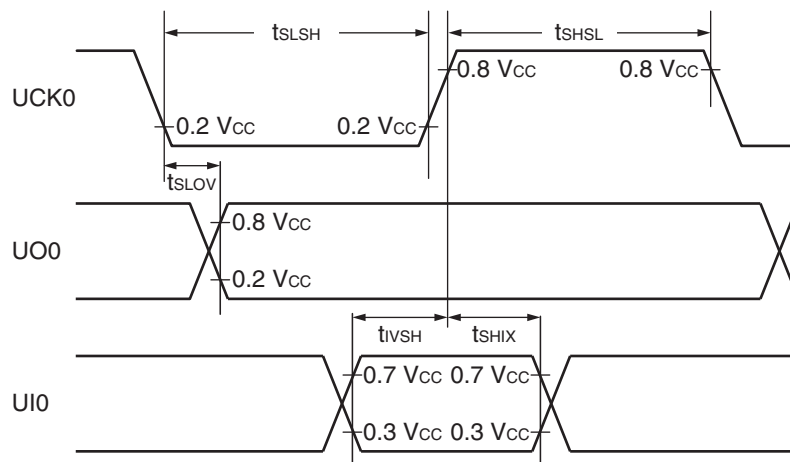 tSLSH tSHSL
UCK0
0.8 VCC 0.8 VCC
0.2 VCC 0.2 VCC
tSLOV
UO0
0.8 VCC
0.2 VCC
tIVSH tSHIX
UI0
0.7 VCC 0.7 VCC
0.3 VCC 0.3 VCC